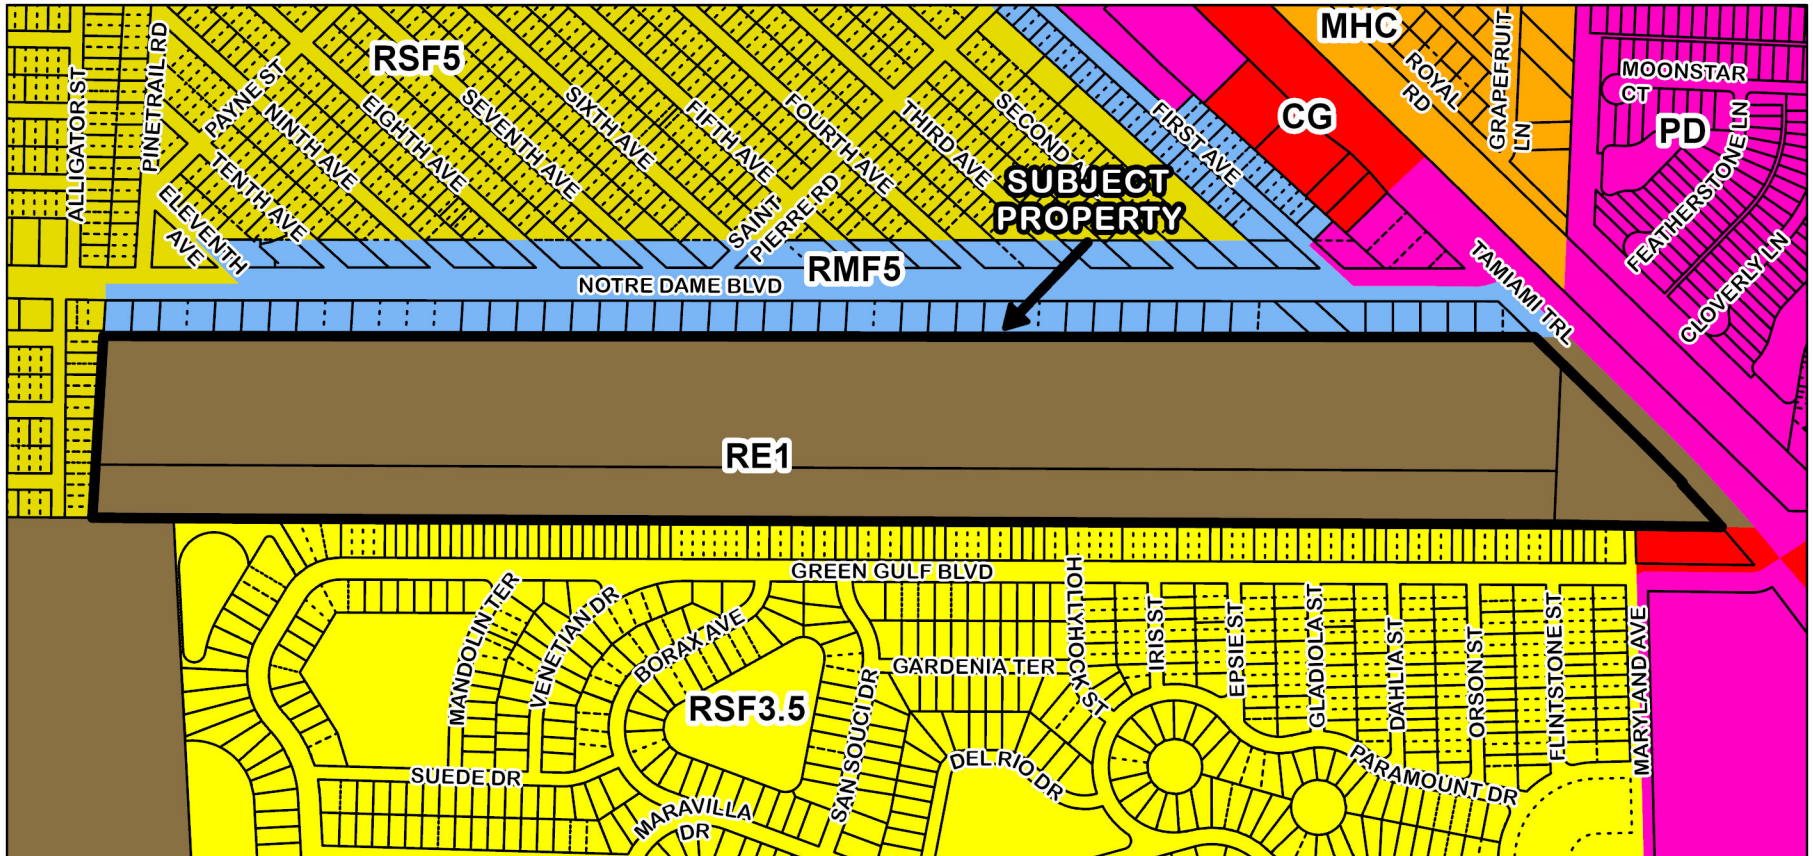 RSF5
MHC
ALLIGATOR ST
PINETRAIL RD
PAYNE ST
NINTH AVE
EIGHTH AVE
SEVENTH AVE
SIXTH AVE
FIFTH AVE
FOURTH AVE
THIRD AVE
SECOND AVE
FIRST AVE
CG
ROYAL
RD
GRAPEFRUIT
LN
MOONSTAR
CT
PD
FEATHERSTONE LN
CLOVERLY LN
TENTH AVE
ELEVENTH
AVE
SAINT
PIERRE RD
SUBJECT
PROPERTY
RMF5
NOTRE DAME BLVD
TAMIAMI TRL
RE1
GREEN GULF BLVD
MANDOLIN TER
VENETIAN DR
BORAX AVE
RSF3.5
SAN SOUCI DR
GARDENIA TER
HOLLYHOCK ST
IRIS ST
EPSIE ST
GLADIOLA ST
DAHLIA ST
ORSON ST
FLINTSTONE ST
MARYLAND AVE
SUEDE DR
MARAVILLA
DR
DEL RIO DR
PARAMOUNT DR